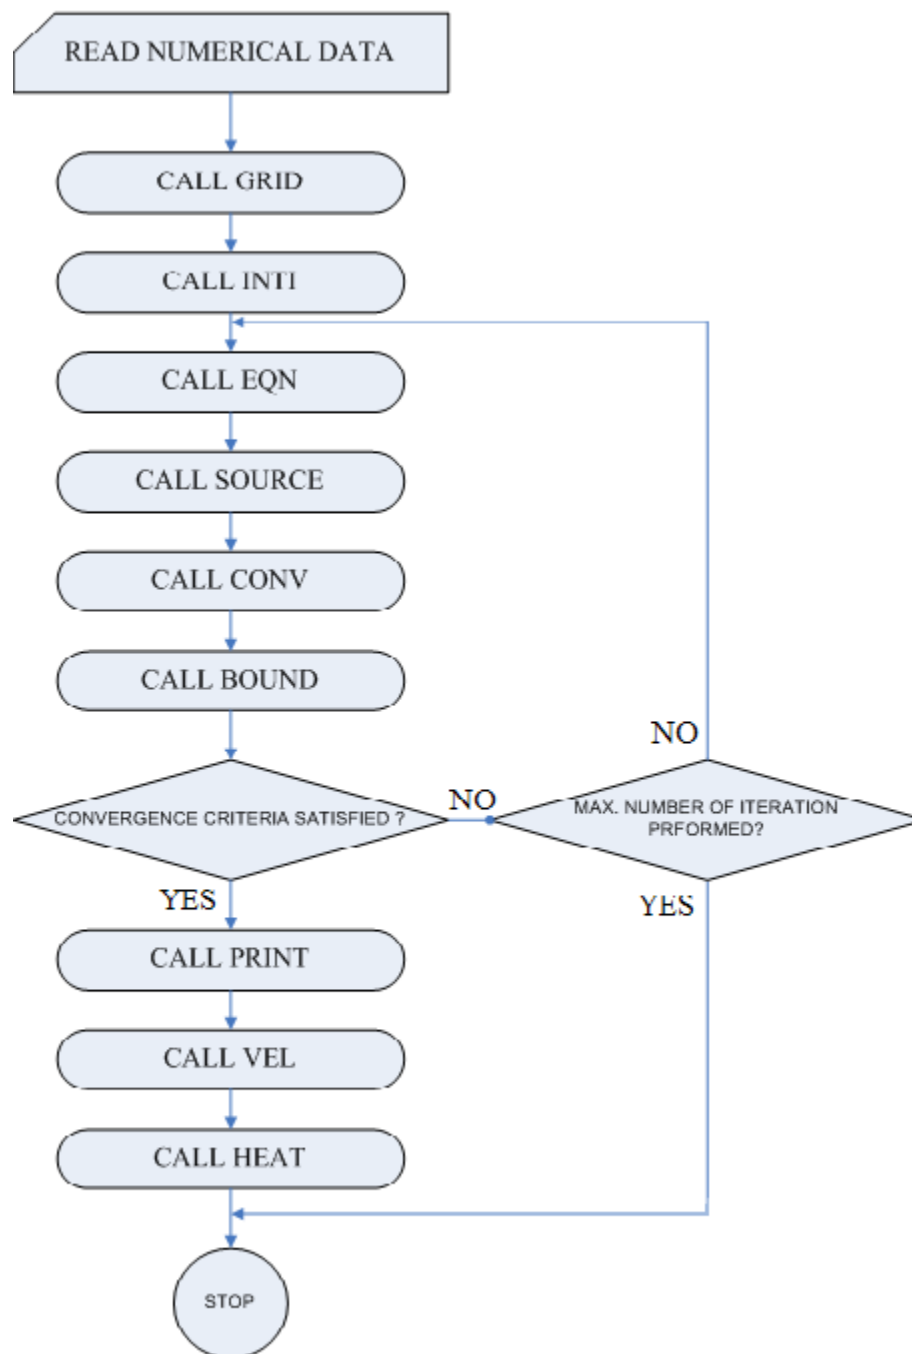 READ NUMERICAL DATA
CALL GRID
CALL INTI
CALL EQN
CALL SOURCE
CALL CONV
CALL BOUND
CONVERGENCE CRITERIA SATISFIED ?
NO
MAX. NUMBER OF ITERATION
PRFORMED?
NO
YES
YES
CALL PRINT
CALL VEL
CALL HEAT
STOP